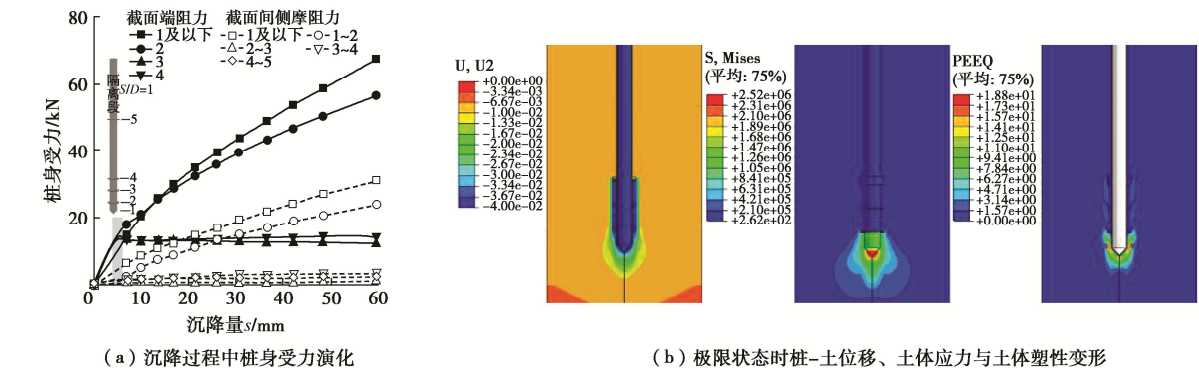 80
60
40
20
0
10
20
30
40
50
60
桩身受力/kN
沉降量s/mm
截面端阻力
截面间侧摩阻力
1及以下
2
3
4
1及以下
1~2
2~3
3~4
4~5
隔离段
S/D=1
5
4
3
2
1
(a) 沉降过程中桩身受力演化
U, U2
+0.00e+00
-3.34e-03
-6.67e-03
-1.00e-02
-1.33e-02
-1.67e-02
-2.00e-02
-2.34e-02
-2.67e-02
-3.00e-02
-3.34e-02
-3.67e-02
-4.00e-02
S, Mises
(平均: 75%)
+2.52e+06
+2.31e+06
+2.10e+06
+1.89e+06
+1.68e+06
+1.47e+06
+1.26e+06
+1.05e+06
+8.41e+05
+6.31e+05
+4.21e+05
+2.10e+05
+2.62e+02
PEEQ
(平均: 75%)
+1.88e+01
+1.73e+01
+1.57e+01
+1.41e+01
+1.25e+01
+1.10e+01
+9.41e+00
+7.84e+00
+6.27e+00
+4.71e+00
+3.14e+00
+1.57e+00
+0.00e+00
(b) 极限状态时桩-土位移、土体应力与土体塑性变形